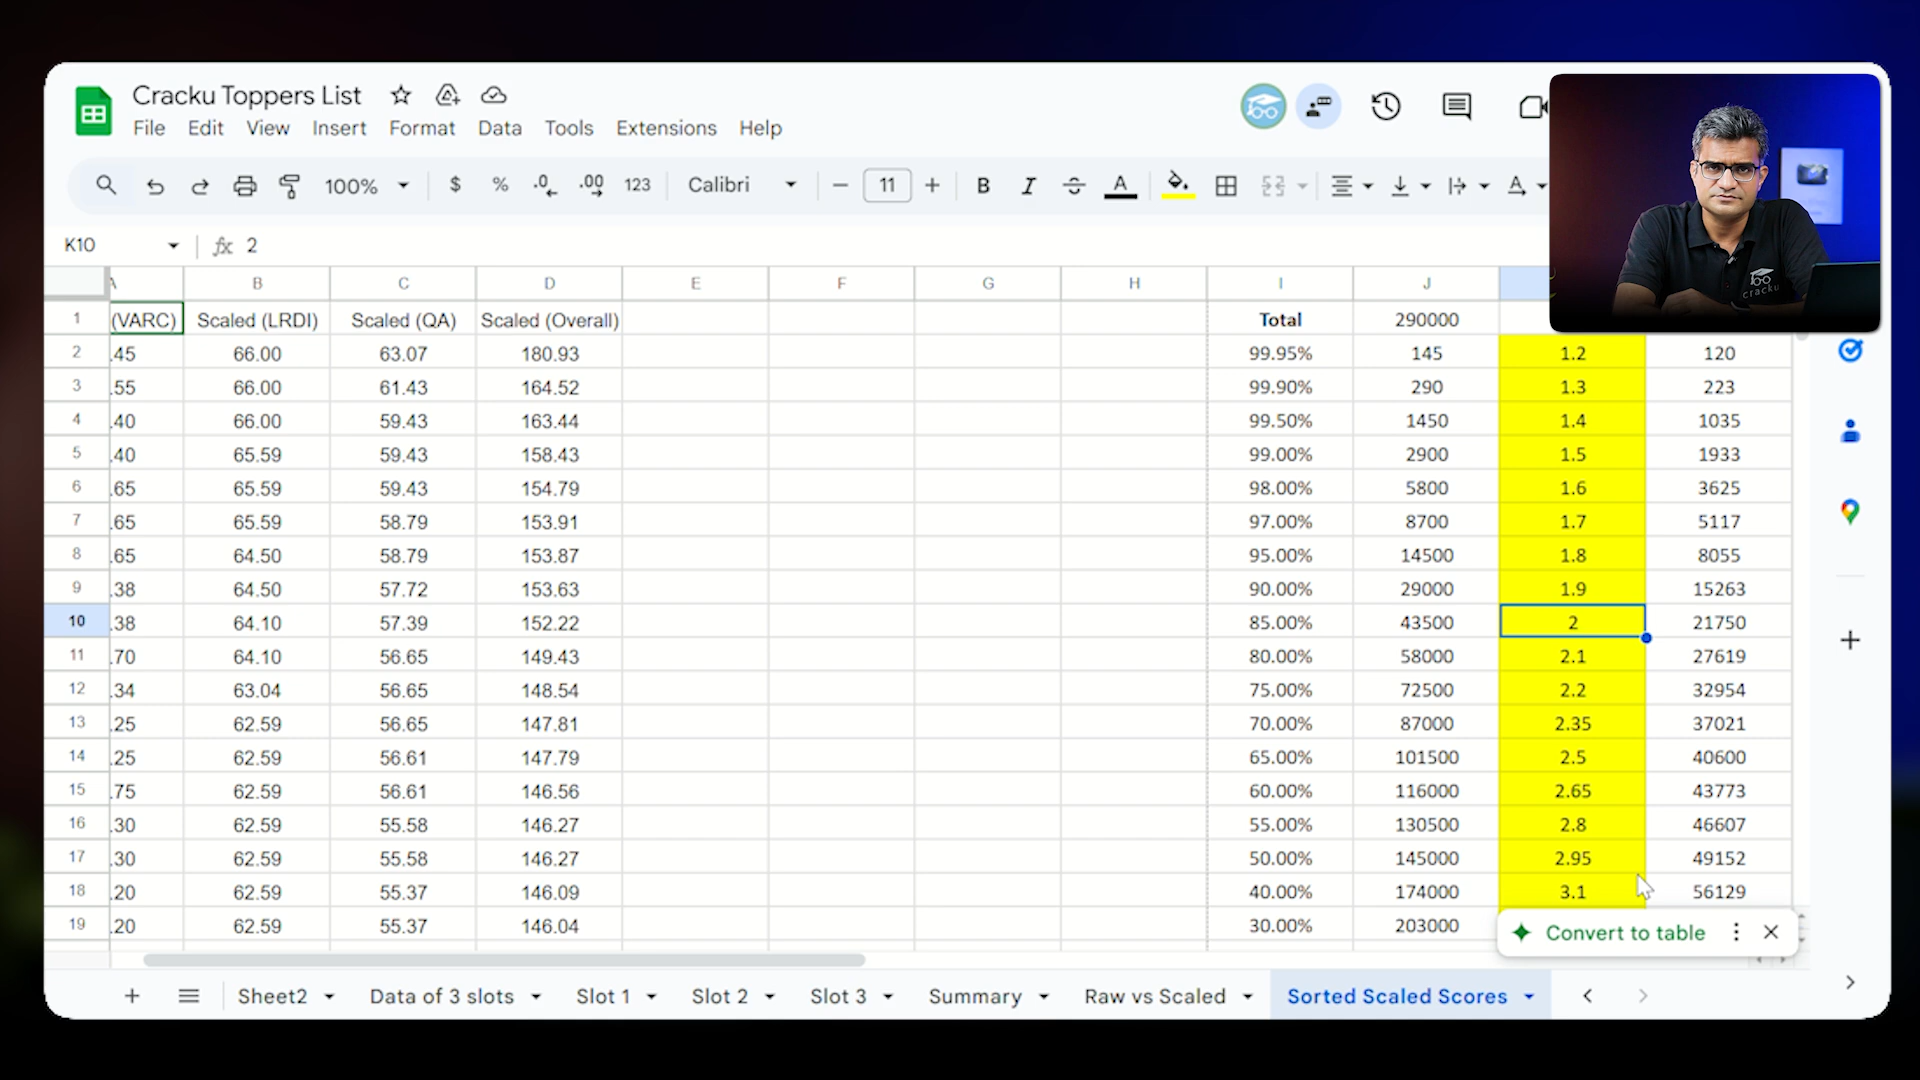 Cracku Toppers List
File Edit View Insert Format Data Tools Extensions Help
100% $ % .0 .00 123 Calibri 11 B I A A
K10 fx 2
B C D E F G H I J
1 (VARC) Scaled (LRDI) Scaled (QA) Scaled (Overall) Total 290000
2 .45 66.00 63.07 180.93 99.95% 145 1.2 120
3 .55 66.00 61.43 164.52 99.90% 290 1.3 223
4 .40 66.00 59.43 163.44 99.50% 1450 1.4 1035
5 .40 65.59 59.43 158.43 99.00% 2900 1.5 1933
6 .65 65.59 59.43 154.79 98.00% 5800 1.6 3625
7 .65 65.59 58.79 153.91 97.00% 8700 1.7 5117
8 .65 64.50 58.79 153.87 95.00% 14500 1.8 8055
9 .38 64.50 57.72 153.63 90.00% 29000 1.9 15263
10 .38 64.10 57.39 152.22 85.00% 43500 2 21750
11 .70 64.10 56.65 149.43 80.00% 58000 2.1 27619
12 .34 63.04 56.65 148.54 75.00% 72500 2.2 32954
13 .25 62.59 56.65 147.81 70.00% 87000 2.35 37021
14 .25 62.59 56.61 147.79 65.00% 101500 2.5 40600
15 .75 62.59 56.61 146.56 60.00% 116000 2.65 43773
16 .30 62.59 55.58 146.27 55.00% 130500 2.8 46607
17 .30 62.59 55.58 146.27 50.00% 145000 2.95 49152
18 .20 62.59 55.37 146.09 40.00% 174000 3.1 56129
19 .20 62.59 55.37 146.04 30.00% 203000
Convert to table
Sheet2 Data of 3 slots Slot 1 Slot 2 Slot 3 Summary Raw vs Scaled Sorted Scaled Scores
cracku